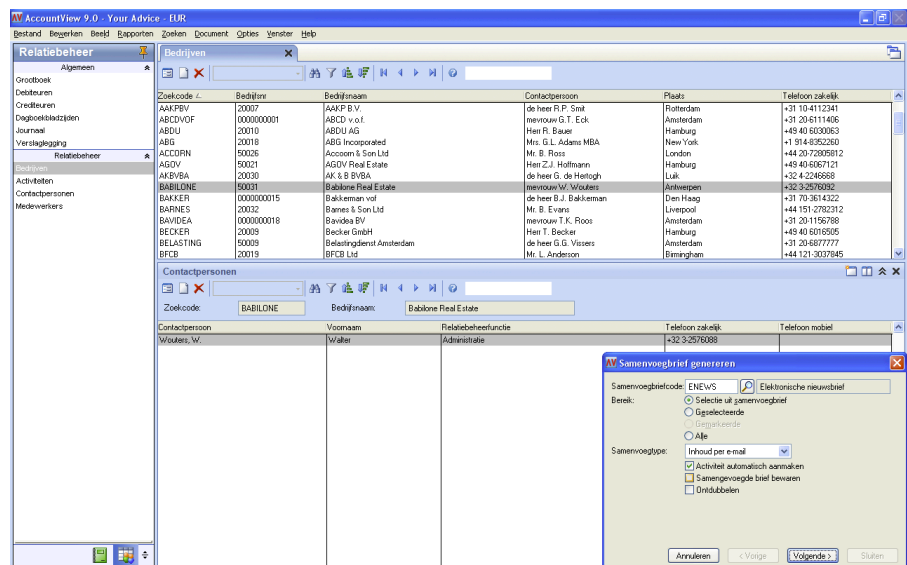 AccountView 9.0 - Your Advice - EUR
Bestand Bewerken Beeld Rapporten Zoeken Document Opties Venster Help
Relatiebeheer
Algemeen
Grootboek
Debiteuren
Crediteuren
Dagboekbladzijden
Journaal
Verslaglegging
Relatiebeheer
Bedrijven
Activiteiten
Contactpersonen
Medewerkers
Bedrijven
Zoekcode Bedrijfsnr Bedrijfsnaam Contactpersoon Plaats Telefoon zakelijk
AAKPBV 20007 AAKP B.V. de heer R.P. Smit Rotterdam +31 10-4112341
ABCDVOF 0000000001 ABCD v.o.f. mevrouw G.T. Eck Amsterdam +31 20-6111406
ABDU 20010 ABDU AG Herr R. Bauer Hamburg +49 40 6030063
ABG 20018 ABG Incorporated Mrs. G.L. Adams MBA New York +1 914-8352260
ACCORN 50026 Accoorn & Son Ltd Mr. B. Ross London +44 20-72805812
AGOV 50021 AGOV Real Estate Herr Z.J. Hoffmann Hamburg +49 40-6067121
AKBVBA 20030 AK & B BVBA de heer G. de Hertogh Luik +32 4-2246668
BABILONE 50031 Babilone Real Estate mevrouw W. Wouters Antwerpen +32 3-2576092
BAKKER 0000000015 Bakkerman vof de heer B.J. Bakkerman Den Haag +31 70-3614322
BARNES 20032 Barnes & Son Ltd Mr. B. Evans Liverpool +44 151-2782312
BAVIDEA 0000000018 Bavidea BV mevrouw T.K. Roos Amsterdam +31 20-1156788
BECKER 20009 Becker GmbH Herr T. Becker Hamburg +49 40 6016505
BELASTING 50009 Belastingdienst Amsterdam de heer G.G. Vissers Amsterdam +31 20-6877777
BFCB 20019 BFCB Ltd Mr. L. Anderson Birmingham +44 121-3037845
Contactpersonen
Zoekcode: BABILONE Bedrijfsnaam: Babilone Real Estate
Contactpersoon Voornaam Relatiebeheerfunctie Telefoon zakelijk Telefoon mobiel
Wouters, W. Walter Administratie +32 3-2576088
Samenvoegbrief genereren
Samenvoegbriefcode: ENEWS Elektronische nieuwsbrief
Bereik: Selectie uit samenvoegbrief
Geselecteerde
Gemarkeerde
Alle
Samenvoegtype: Inhoud per e-mail
Activiteit automatisch aanmaken
Samengevoegde brief bewaren
Ontdubbelen
Annuleren < Vorige Volgende > Sluiten